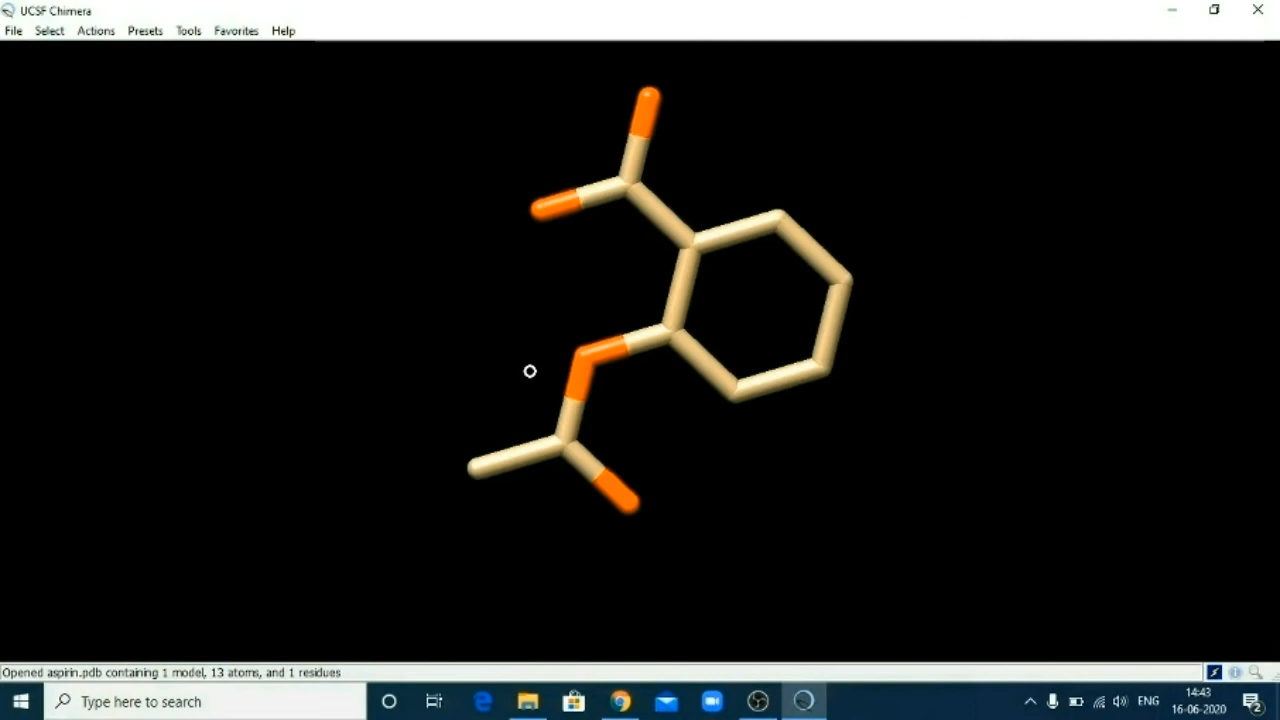 UCSF Chimera
File Select Actions Presets Tools Favorites Help
Opened aspirin.pdb containing 1 model, 13 atoms, and 1 residues
Type here to search
ENG
14:43
16-06-2020
2